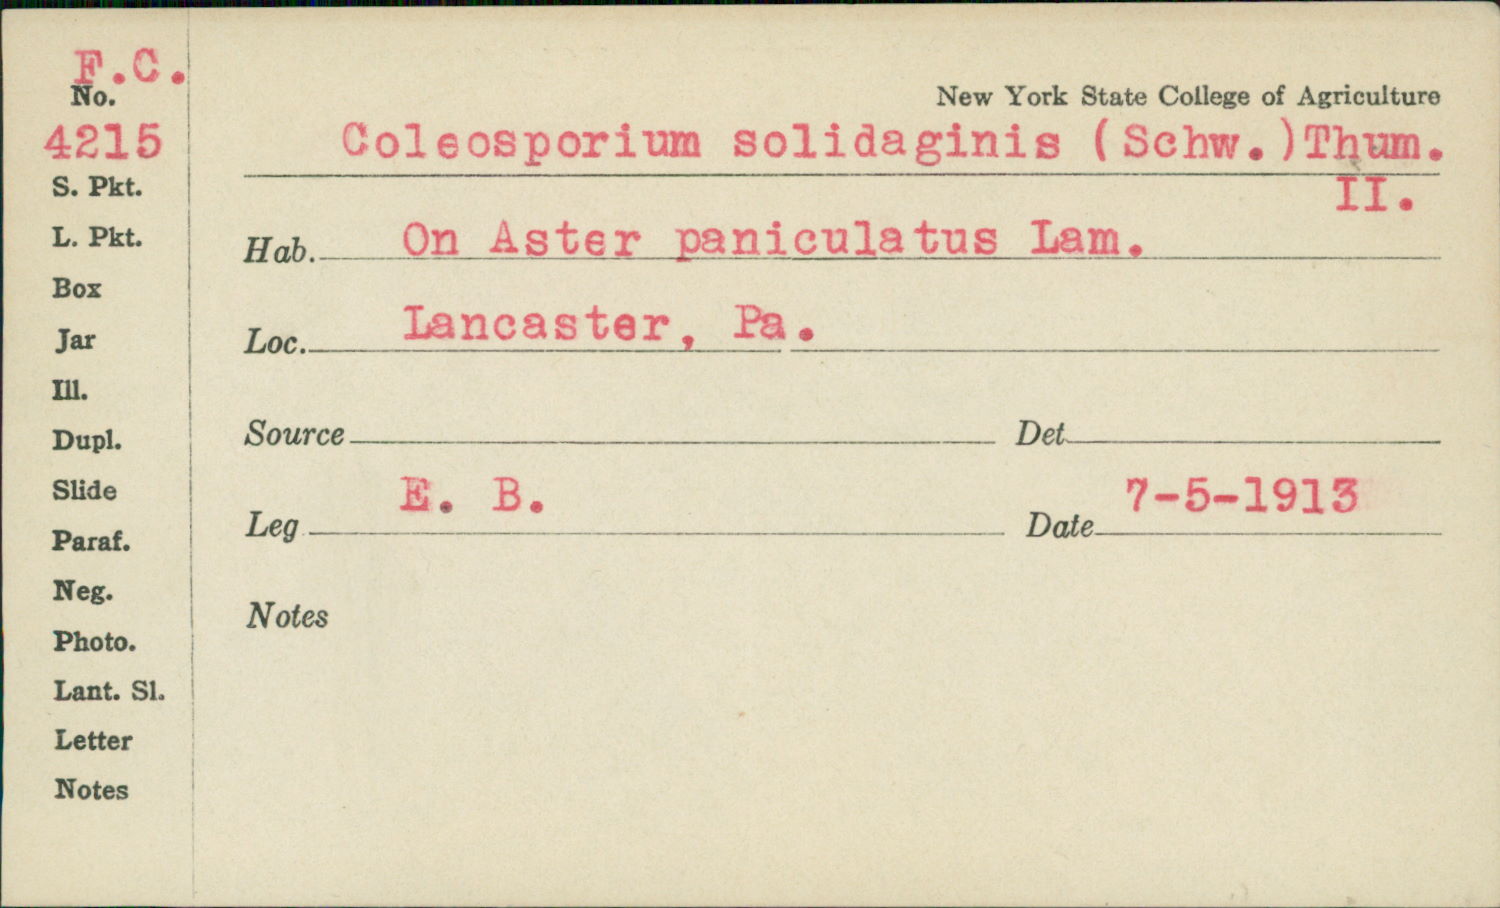 F.C.
No.
4215
S. Pkt.
L. Pkt.
Box
Jar
Ill.
Dupl.
Slide
Paraf.
Neg.
Photo.
Lant. Sl.
Letter
Notes
New York State College of Agriculture
Coleosporium solidaginis (Schw.)Thum.
II.
Hab. On Aster paniculatus Lam.
Loc. Lancaster, Pa.
Source Det
Leg E. B. Date 7-5-1913
Notes